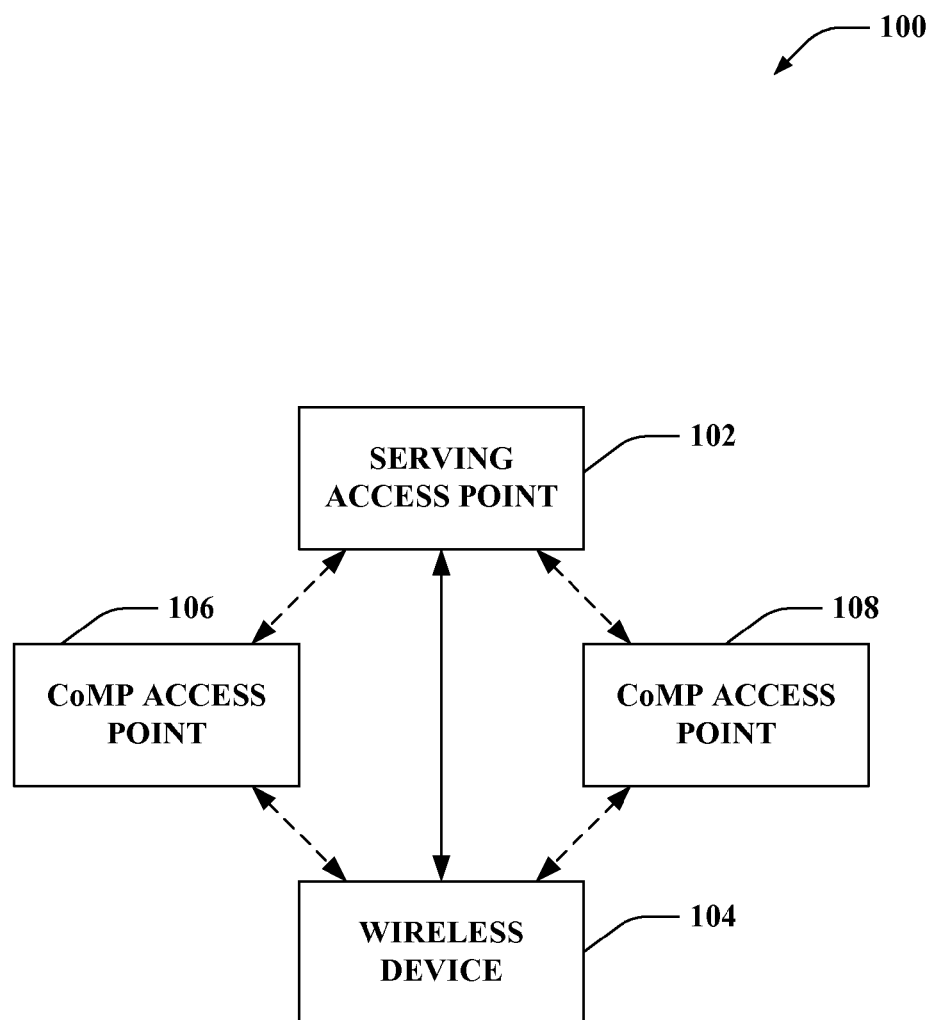 100
102
SERVING
ACCESS POINT
106
108
CoMP ACCESS
POINT
CoMP ACCESS
POINT
104
WIRELESS
DEVICE